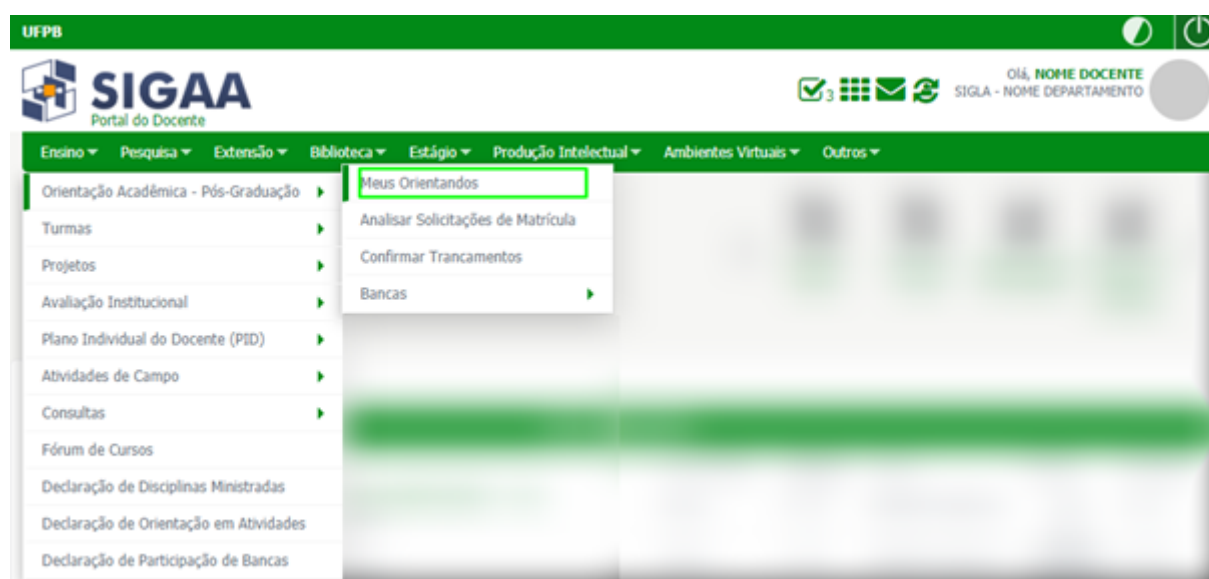 UFPB
SIGAA
Portal do Docente
3
Olá, NOME DOCENTE
SIGLA - NOME DEPARTAMENTO
Ensino Pesquisa Extensão Biblioteca Estágio Produção Intelectual Ambientes Virtuais Outros
Orientação Acadêmica - Pós-Graduação
Turmas
Projetos
Avaliação Institucional
Plano Individual do Docente (PID)
Atividades de Campo
Consultas
Fórum de Cursos
Declaração de Disciplinas Ministradas
Declaração de Orientação em Atividades
Declaração de Participação de Bancas
Meus Orientandos
Analisar Solicitações de Matrícula
Confirmar Trancamentos
Bancas